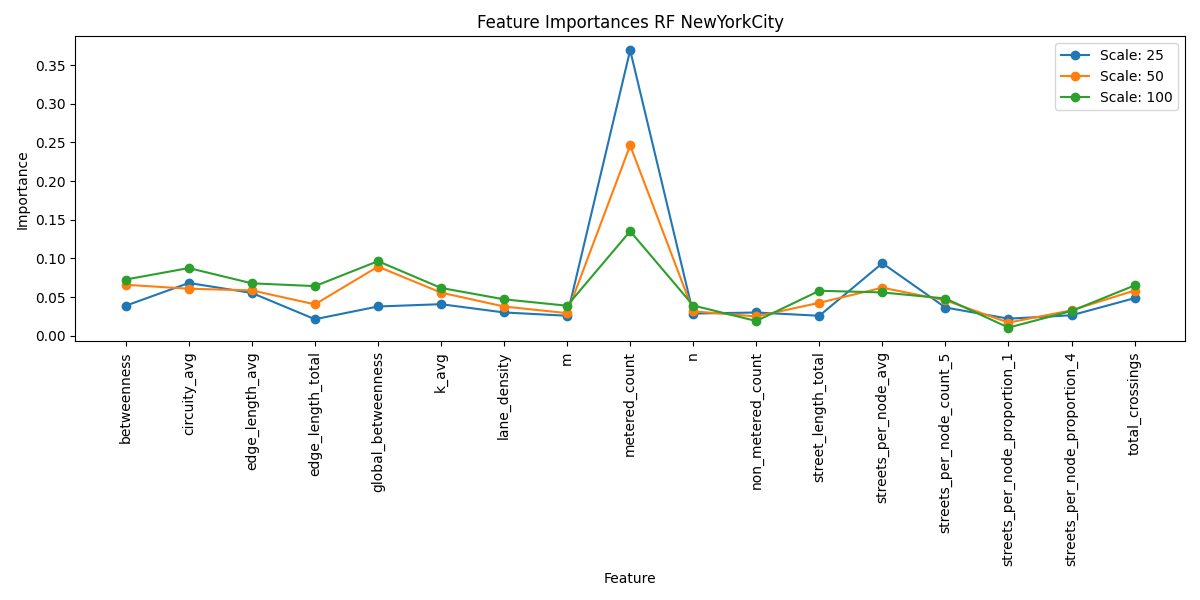 Feature Importances RF NewYorkCity
Scale: 25
Scale: 50
Scale: 100
Importance
0.35
0.30
0.25
0.20
0.15
0.10
0.05
0.00
betweenness
circuity_avg
edge_length_avg
edge_length_total
global_betweenness
k_avg
lane_density
m
metered_count
n
non_metered_count
street_length_total
streets_per_node_avg
streets_per_node_count_5
streets_per_node_proportion_1
streets_per_node_proportion_4
total_crossings
Feature